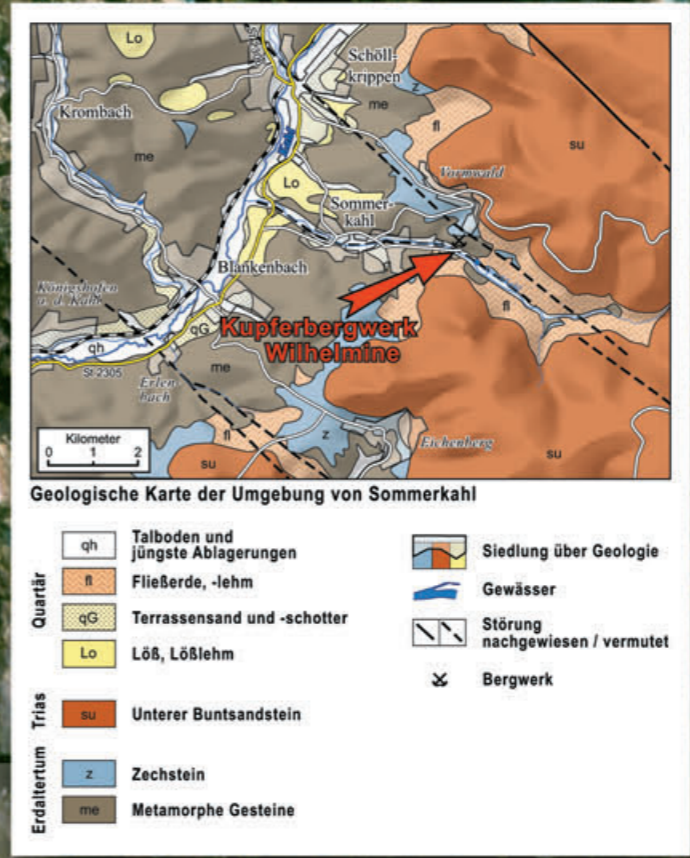 Lo
St 2305
Schöll-
krippen
Krombach
me
z
me
fl
su
Vormwald
Lo
Sommer-
kahl
Blankenbach
Königshofen
a. d. Kahl
Kupferbergwerk
Wilhelmine
fl
qG
qh
me
St 2305
Erlen-
bach
Kilometer
0 1 2
fl
z
Eichenberg
su
su
Geologische Karte der Umgebung von Sommerkahl
Quartär
qh Talboden und
jüngste Ablagerungen
fl Fließerde, -lehm
qG Terrassensand und -schotter
Lo Löß, Lößlehm
Trias
su Unterer Buntsandstein
Erdaltertum
z Zechstein
me Metamorphe Gesteine
Siedlung über Geologie
Gewässer
Störung
nachgewiesen / vermutet
Bergwerk